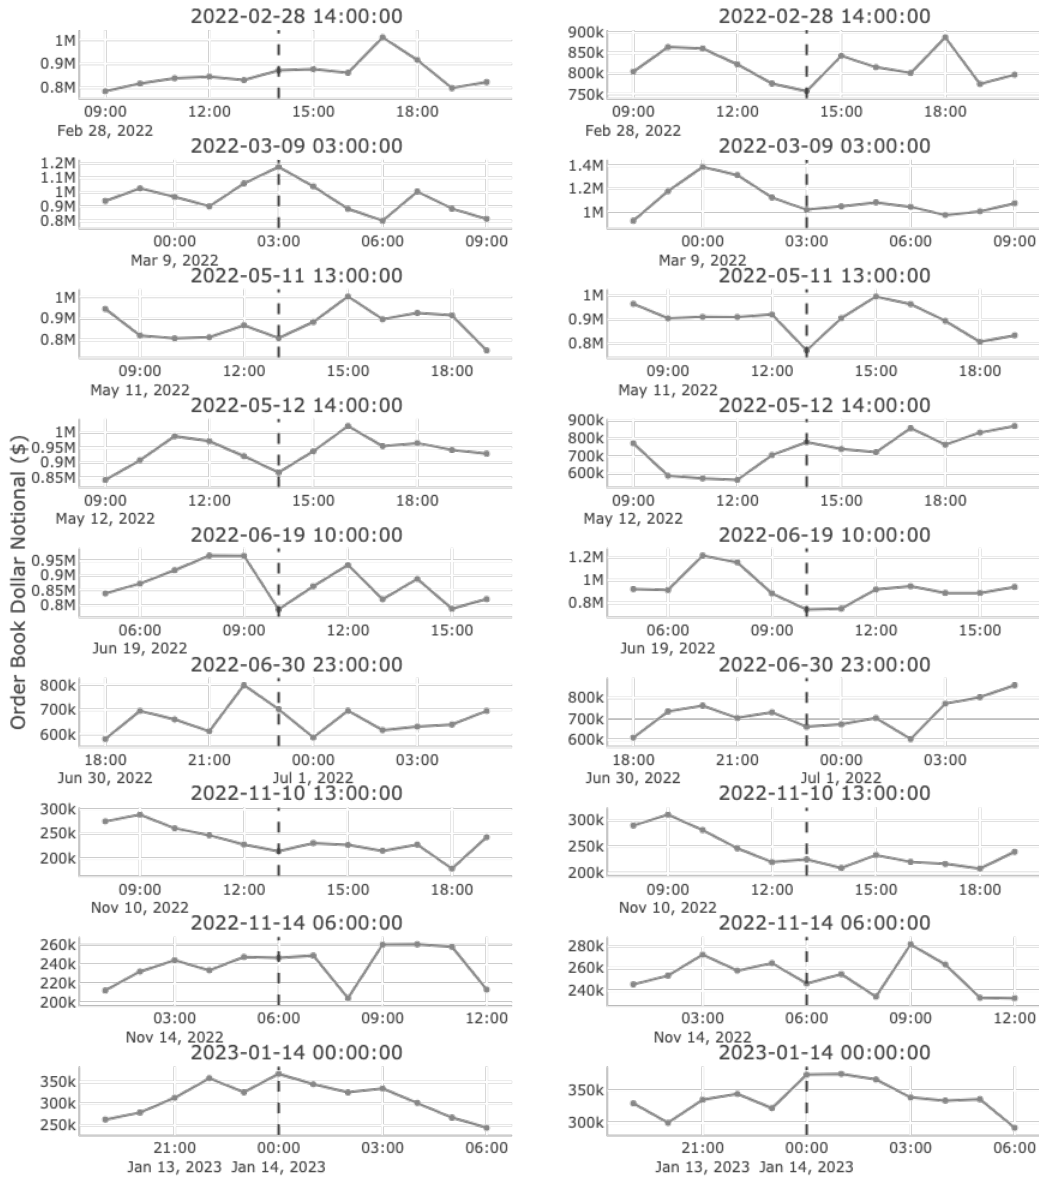 Order Book Dollar Notional ($)
2022-02-28 14:00:00
1M
0.9M
0.8M
09:00 12:00 15:00 18:00
Feb 28, 2022
2022-02-28 14:00:00
900k
850k
800k
750k
09:00 12:00 15:00 18:00
Feb 28, 2022
2022-03-09 03:00:00
1.2M
1.1M
1M
0.9M
0.8M
00:00 03:00 06:00 09:00
Mar 9, 2022
2022-03-09 03:00:00
1.4M
1.2M
1M
00:00 03:00 06:00 09:00
Mar 9, 2022
2022-05-11 13:00:00
1M
0.9M
0.8M
09:00 12:00 15:00 18:00
May 11, 2022
2022-05-11 13:00:00
1M
0.9M
0.8M
09:00 12:00 15:00 18:00
May 11, 2022
2022-05-12 14:00:00
1M
0.95M
0.9M
0.85M
09:00 12:00 15:00 18:00
May 12, 2022
2022-05-12 14:00:00
900k
800k
700k
600k
09:00 12:00 15:00 18:00
May 12, 2022
2022-06-19 10:00:00
0.95M
0.9M
0.85M
0.8M
06:00 09:00 12:00 15:00
Jun 19, 2022
2022-06-19 10:00:00
1.2M
1M
0.8M
06:00 09:00 12:00 15:00
Jun 19, 2022
2022-06-30 23:00:00
800k
700k
600k
18:00 21:00 00:00 03:00
Jun 30, 2022 Jul 1, 2022
2022-06-30 23:00:00
800k
700k
600k
18:00 21:00 00:00 03:00
Jun 30, 2022 Jul 1, 2022
2022-11-10 13:00:00
300k
250k
200k
09:00 12:00 15:00 18:00
Nov 10, 2022
2022-11-10 13:00:00
300k
250k
200k
09:00 12:00 15:00 18:00
Nov 10, 2022
2022-11-14 06:00:00
260k
240k
220k
200k
03:00 06:00 09:00 12:00
Nov 14, 2022
2022-11-14 06:00:00
280k
260k
240k
03:00 06:00 09:00 12:00
Nov 14, 2022
2023-01-14 00:00:00
350k
300k
250k
21:00 00:00 03:00 06:00
Jan 13, 2023 Jan 14, 2023
2023-01-14 00:00:00
350k
300k
21:00 00:00 03:00 06:00
Jan 13, 2023 Jan 14, 2023